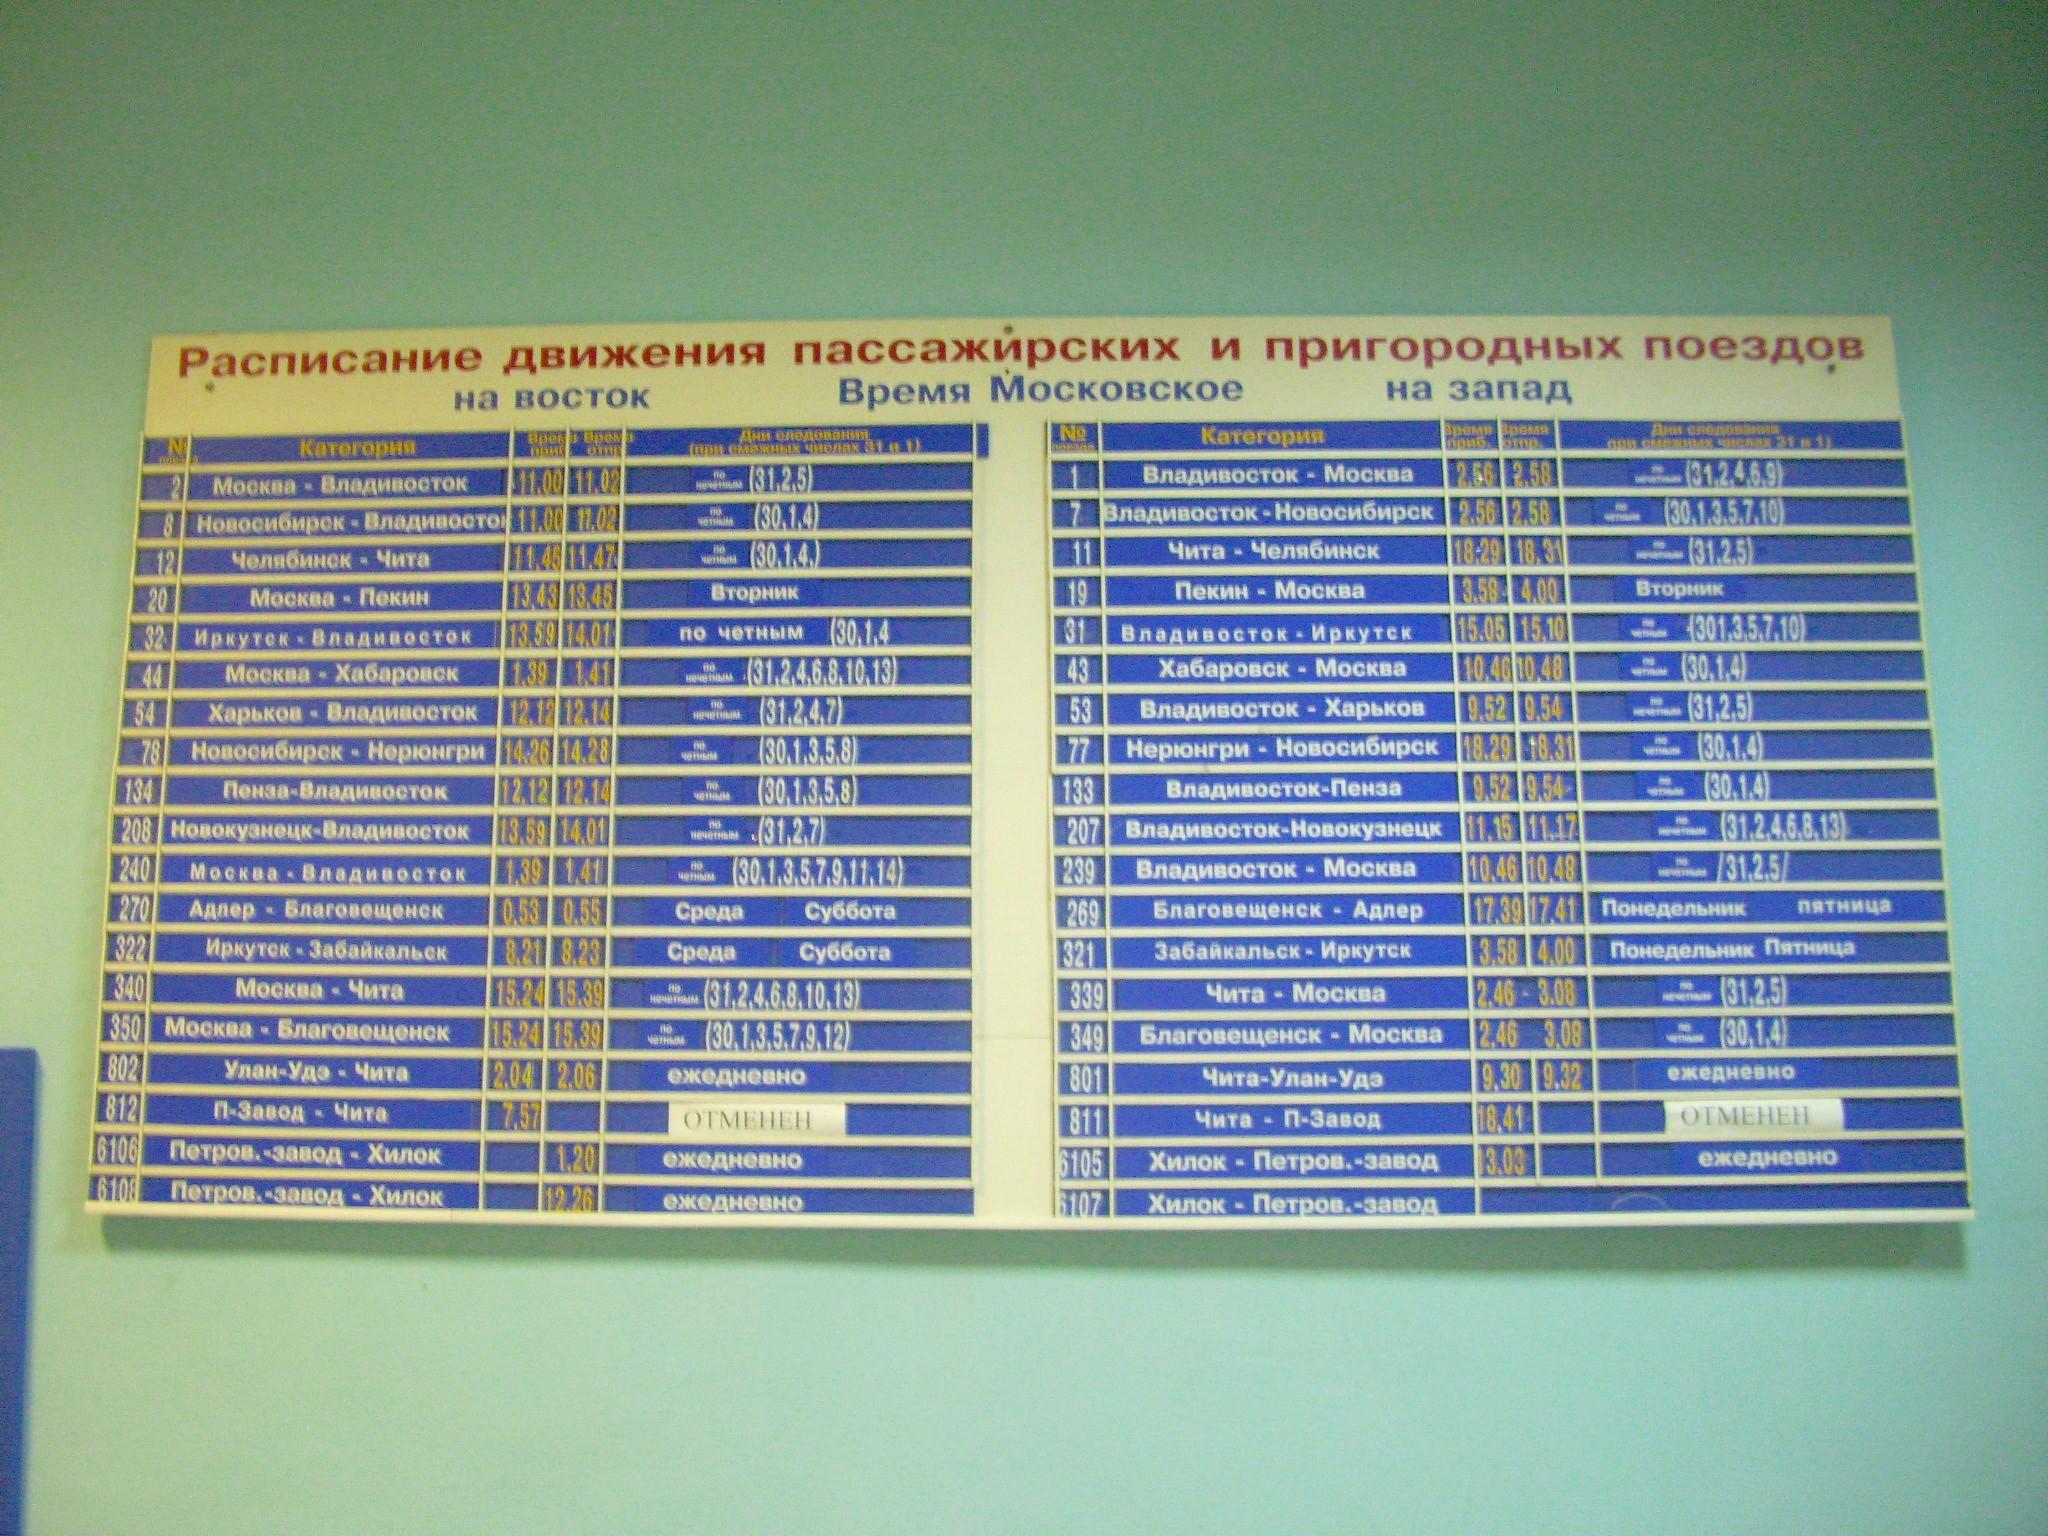 Расписание движения пассажирских и пригородных поездов
на восток Время Московское на запад
№ Категория Время приб Время отпр Дни следования (при смежных числах 31 и 1)
2 Москва - Владивосток 11.00 11.02 по нечетным (31,2,5)
8 Новосибирск - Владивосток 11.00 11.02 по четным (30,1,4)
12 Челябинск - Чита 11.45 11.47 по четным (30,1,4,)
20 Москва - Пекин 13,43 13.45 Вторник
32 Иркутск - Владивосток 13.59 14.01 по четным (30,1,4
44 Москва - Хабаровск 1.39 1.41 по нечетным (31,2,4,6,8,10,13)
54 Харьков - Владивосток 12.12 12.14 по нечетным (31,2,4,7)
78 Новосибирск - Нерюнгри 14.26 14.28 по четным (30,1,3,5,8)
134 Пенза-Владивосток 12.12 12.14 по четным (30,1,3,5,8)
208 Новокузнецк-Владивосток 13.59 14.01 по нечетным (31,2,7)
240 Москва - Владивосток 1.39 1.41 по четным (30,1,3,5,7,9,11,14)
270 Адлер - Благовещенск 0.53 0.55 Среда Суббота
322 Иркутск - Забайкальск 8.21 8.23 Среда Суббота
340 Москва - Чита 15.24 15.39 по нечетным (31,2,4,6,8,10,13)
350 Москва - Благовещенск 15.24 15.39 по четным (30,1,3,5,7,9,12)
802 Улан-Удэ - Чита 2.04 2.06 ежедневно
812 П-Завод - Чита 7.57 ОТМЕНЕН
6106 Петров.-завод - Хилок 1.20 ежедневно
6108 Петров.-завод - Хилок 12.26 ежедневно
№ Категория Время приб. Время отпр. Дни следования при смежных числах 31 и 1)
1 Владивосток - Москва 2.56 2.58 по нечетным (31,2,4,6,9)
7 Владивосток - Новосибирск 2.56 2.58 по четным (30,1,3,5,7,10)
11 Чита - Челябинск 18.29 18.31 по нечетным (31,2,5)
19 Пекин - Москва 3.58 4.00 Вторник
31 Владивосток - Иркутск 15.05 15.10 по четным (301,3,5,7,10)
43 Хабаровск - Москва 10.46 10.48 по четным (30,1,4)
53 Владивосток - Харьков 9.52 9.54 по нечетным (31,2,5)
77 Нерюнгри - Новосибирск 18.29 18.31 по четным (30,1,4)
133 Владивосток-Пенза 9.52 9.54 по четным (30,1,4)
207 Владивосток-Новокузнецк 11.15 11.17 по нечетным (31,2,4,6,8,13)
239 Владивосток - Москва 10.46 10.48 по нечетным /31,2,5/
269 Благовещенск - Адлер 17.39 17.41 Понедельник пятница
321 Забайкальск - Иркутск 3.58 4.00 Понедельник Пятница
339 Чита - Москва 2.46 3.08 по нечетным (31,2,5)
349 Благовещенск - Москва 2.46 3.08 по четным (30,1,4)
801 Чита-Улан-Удэ 9.30 9.32 ежедневно
811 Чита - П-Завод 18.41 ОТМЕНЕН
6105 Хилок - Петров.-завод 13.03 ежедневно
6107 Хилок - Петров.-завод